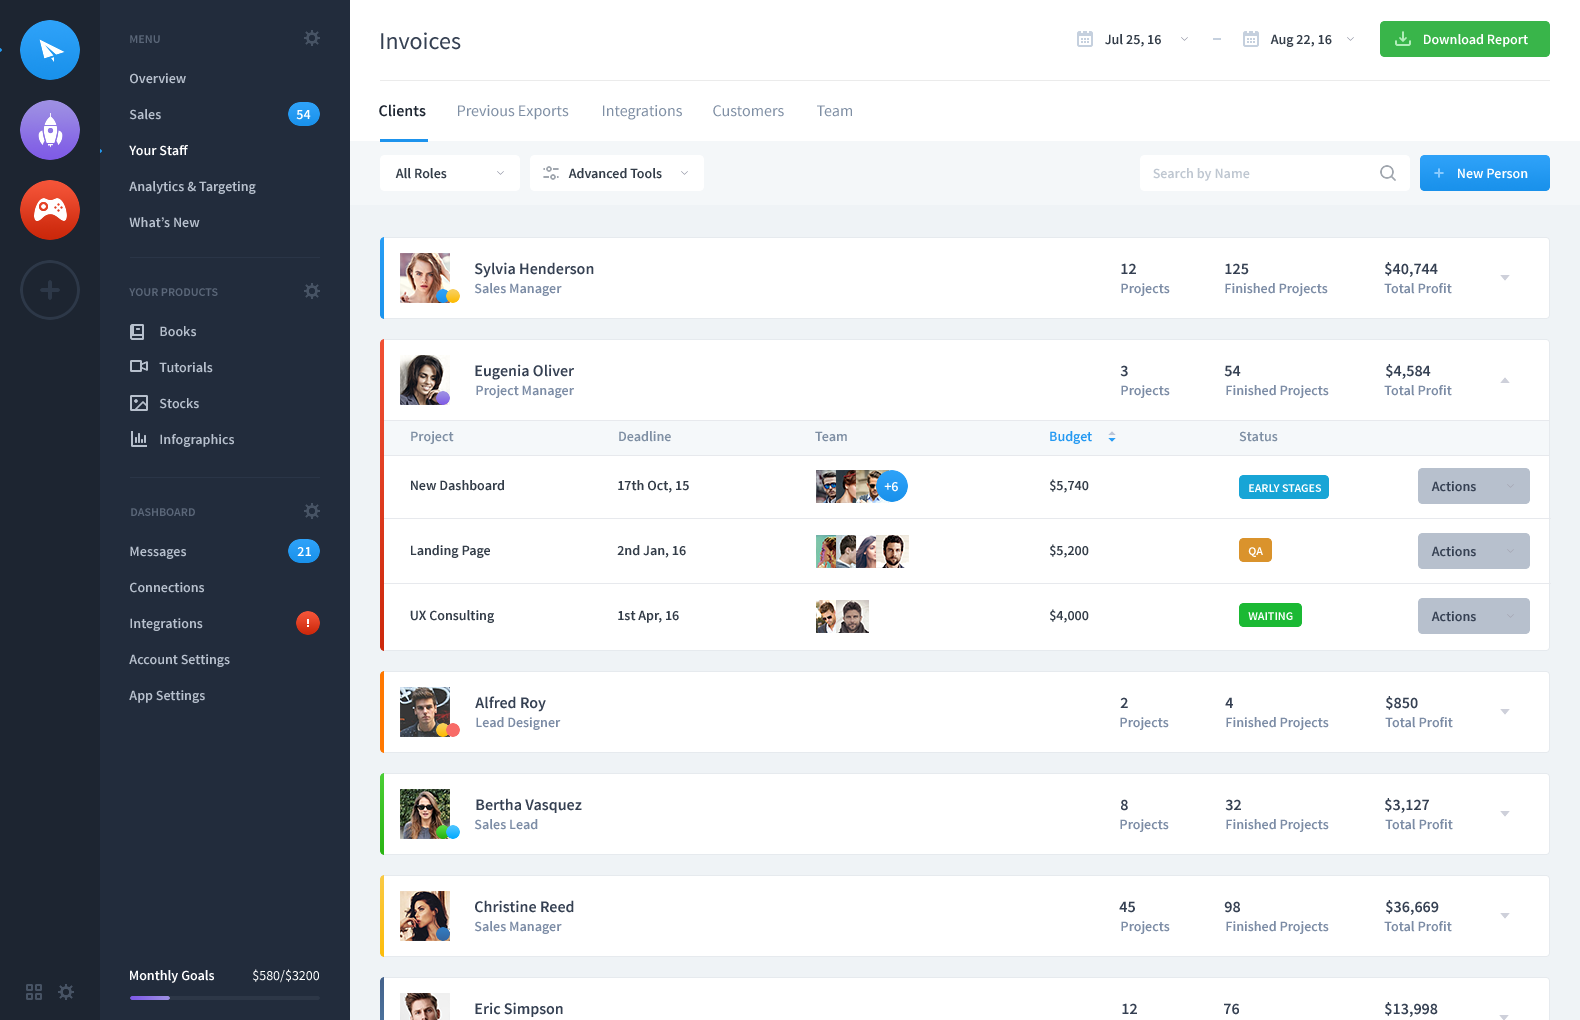 MENU
Overview
Sales 54
Your Staff
Analytics & Targeting
What’s New
YOUR PRODUCTS
Books
Tutorials
Stocks
Infographics
DASHBOARD
Messages 21
Connections
Integrations !
Account Settings
App Settings
Monthly Goals $580/$3200
Invoices
Jul 25, 16 – Aug 22, 16
Download Report
Clients Previous Exports Integrations Customers Team
All Roles Advanced Tools Search by Name + New Person
Sylvia Henderson 12 125 $40,744
Sales Manager Projects Finished Projects Total Profit
Eugenia Oliver 3 54 $4,584
Project Manager Projects Finished Projects Total Profit
Project Deadline Team Budget Status
New Dashboard 17th Oct, 15 +6 $5,740 EARLY STAGES Actions
Landing Page 2nd Jan, 16 $5,200 QA Actions
UX Consulting 1st Apr, 16 $4,000 WAITING Actions
Alfred Roy 2 4 $850
Lead Designer Projects Finished Projects Total Profit
Bertha Vasquez 8 32 $3,127
Sales Lead Projects Finished Projects Total Profit
Christine Reed 45 98 $36,669
Sales Manager Projects Finished Projects Total Profit
Eric Simpson 12 76 $13,998